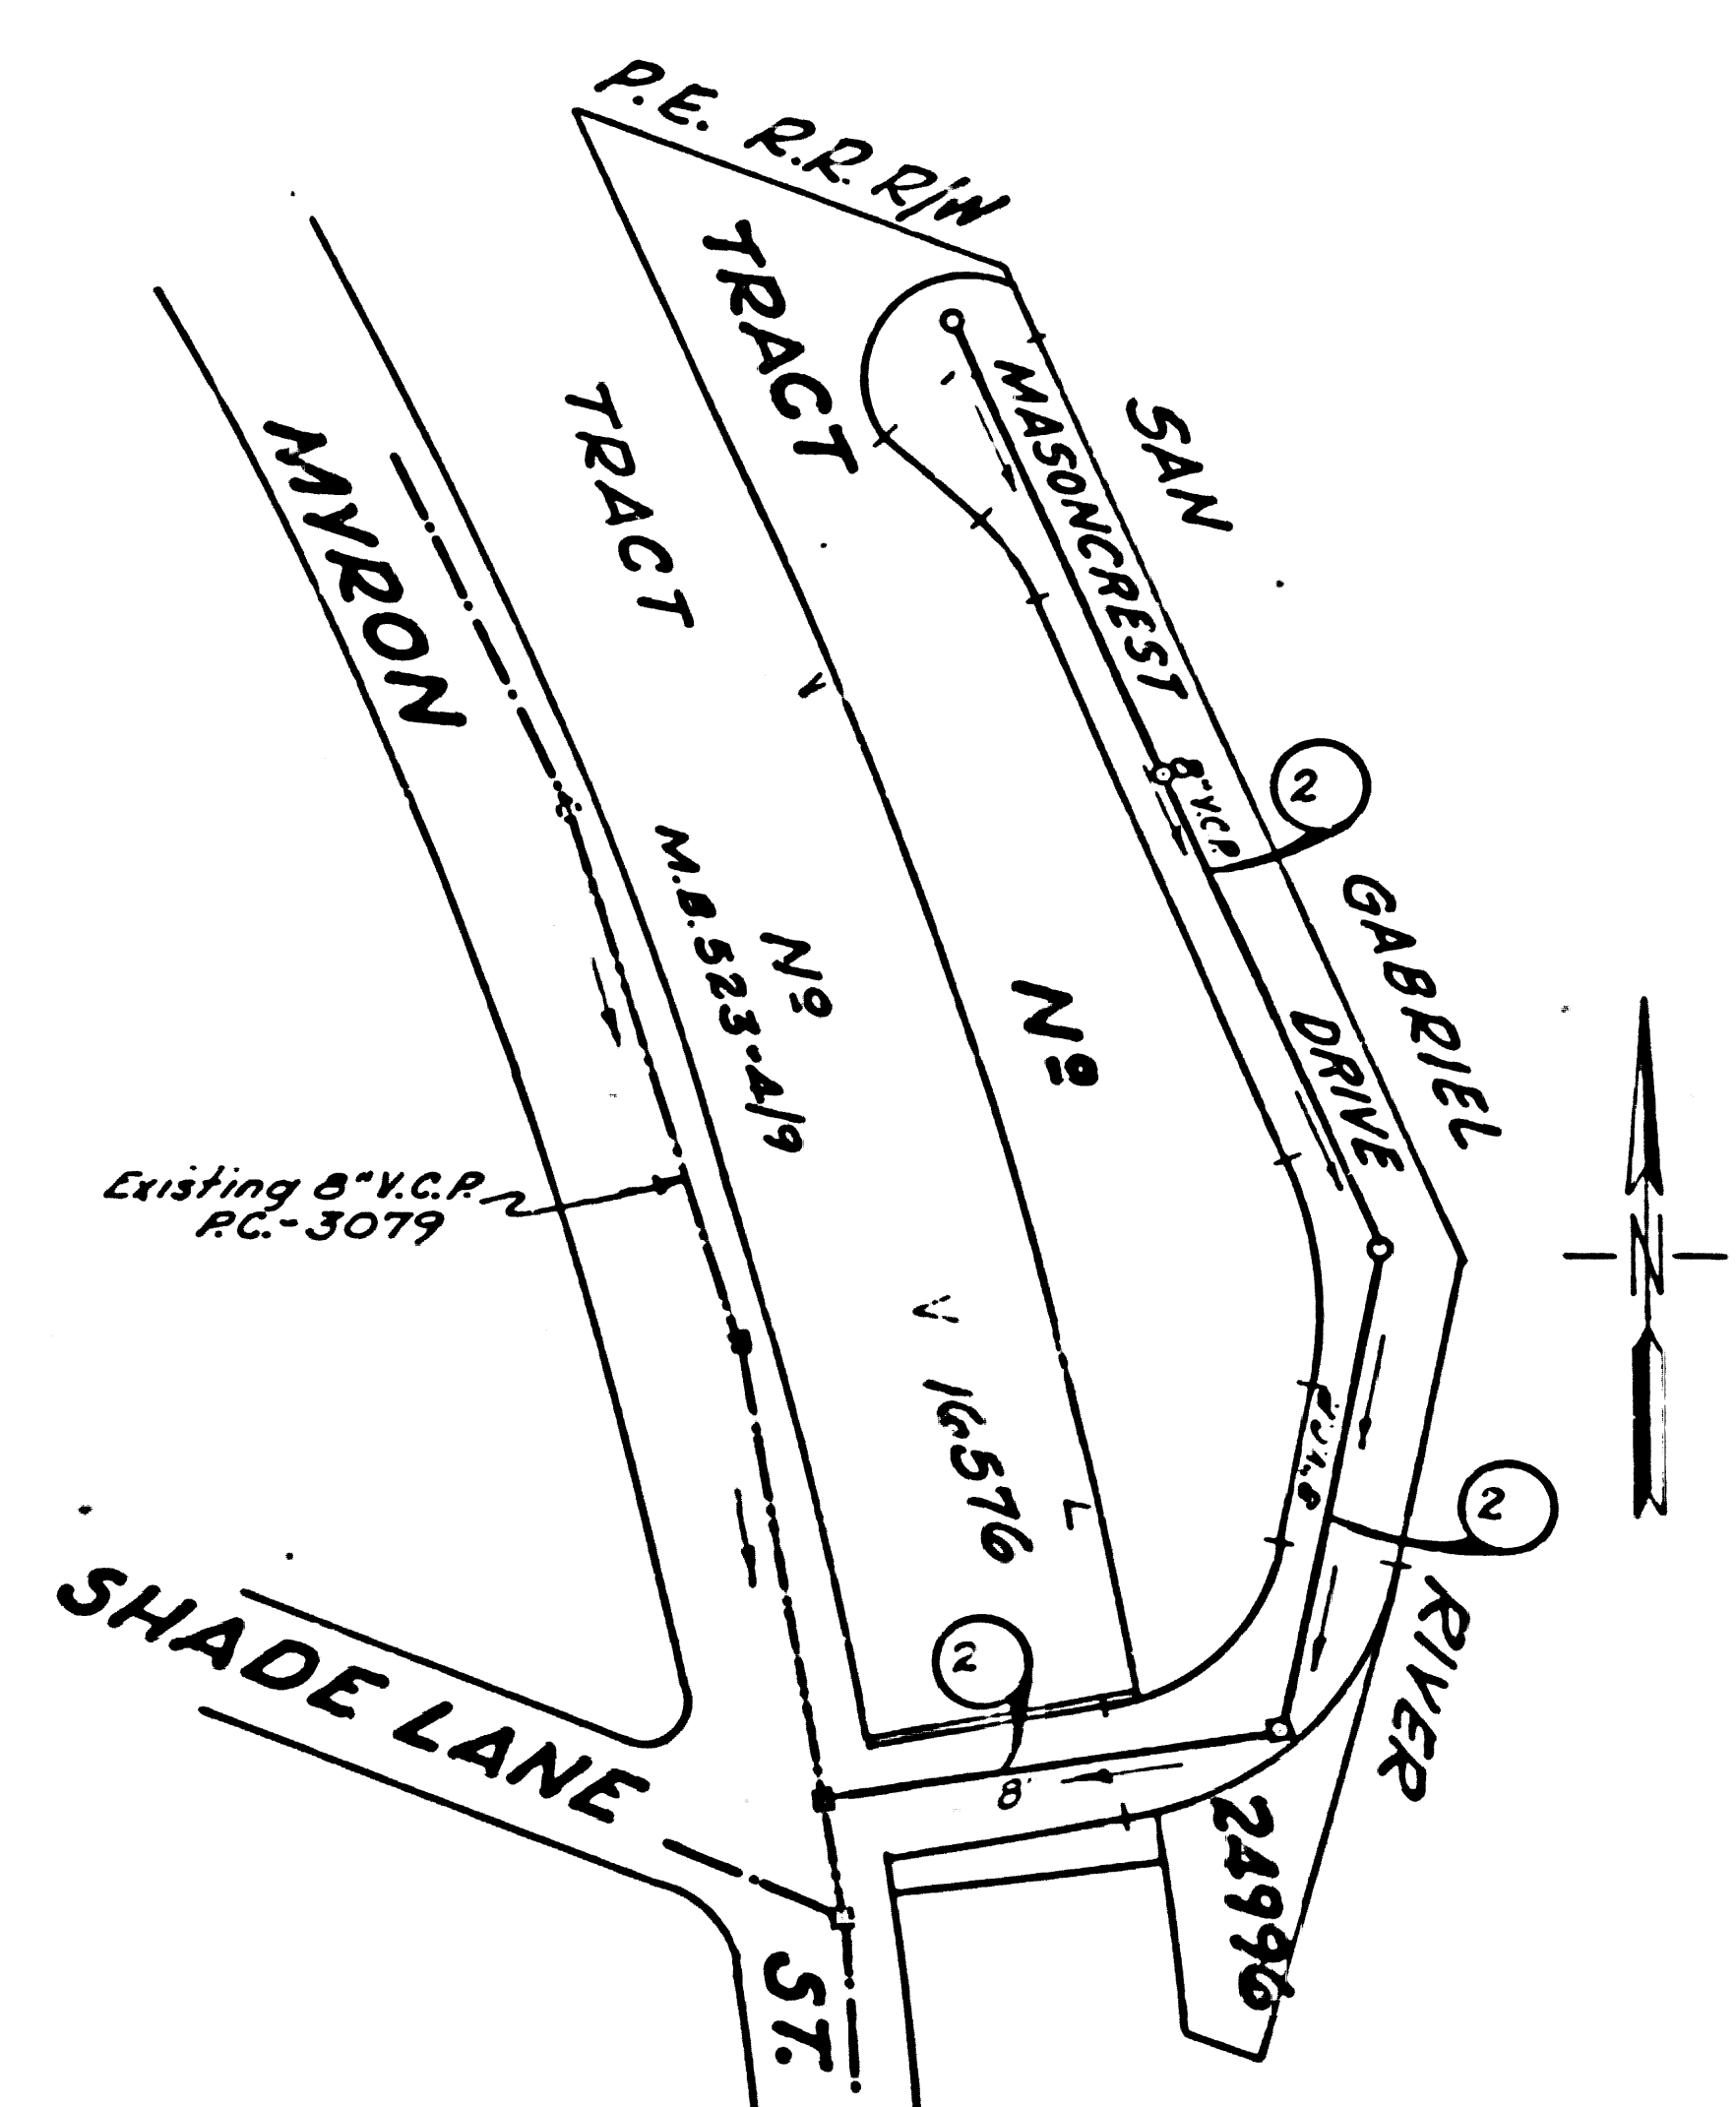 P.E. R.R. R/W
TRACT Nº 24996
TRACT Nº 16576
M.B. 523-4/9
MASONCREST DRIVE
SAN GABRIEL RIVER
MYRON ST.
8" V.C.P.
2
Existing 8" V.C.P.
P.C.-3079
N
8" V.C.P.
2
2
8"
SHADE LANE